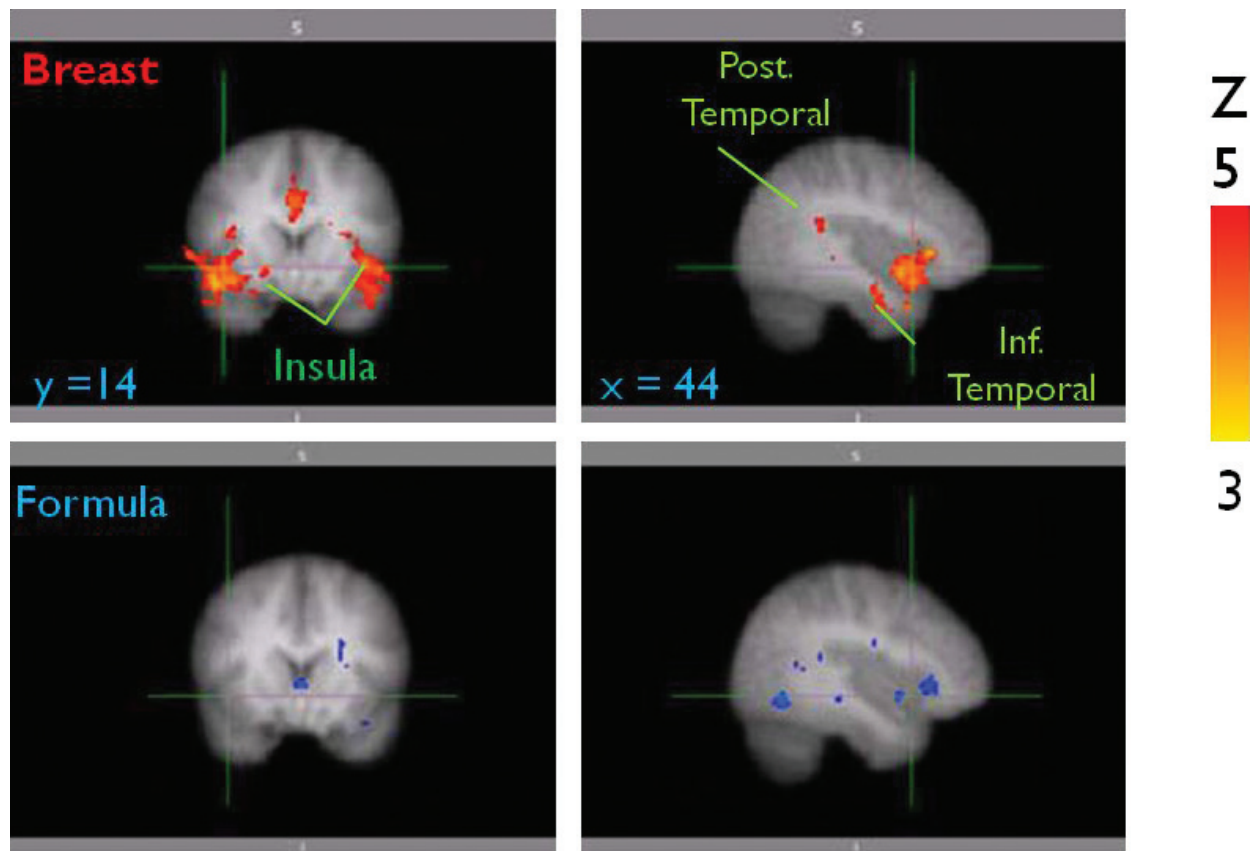 S
Breast
Insula
y =14
I
S
Post.
Temporal
Inf.
Temporal
x = 44
I
Z
5
3
S
Formula
I
S
I